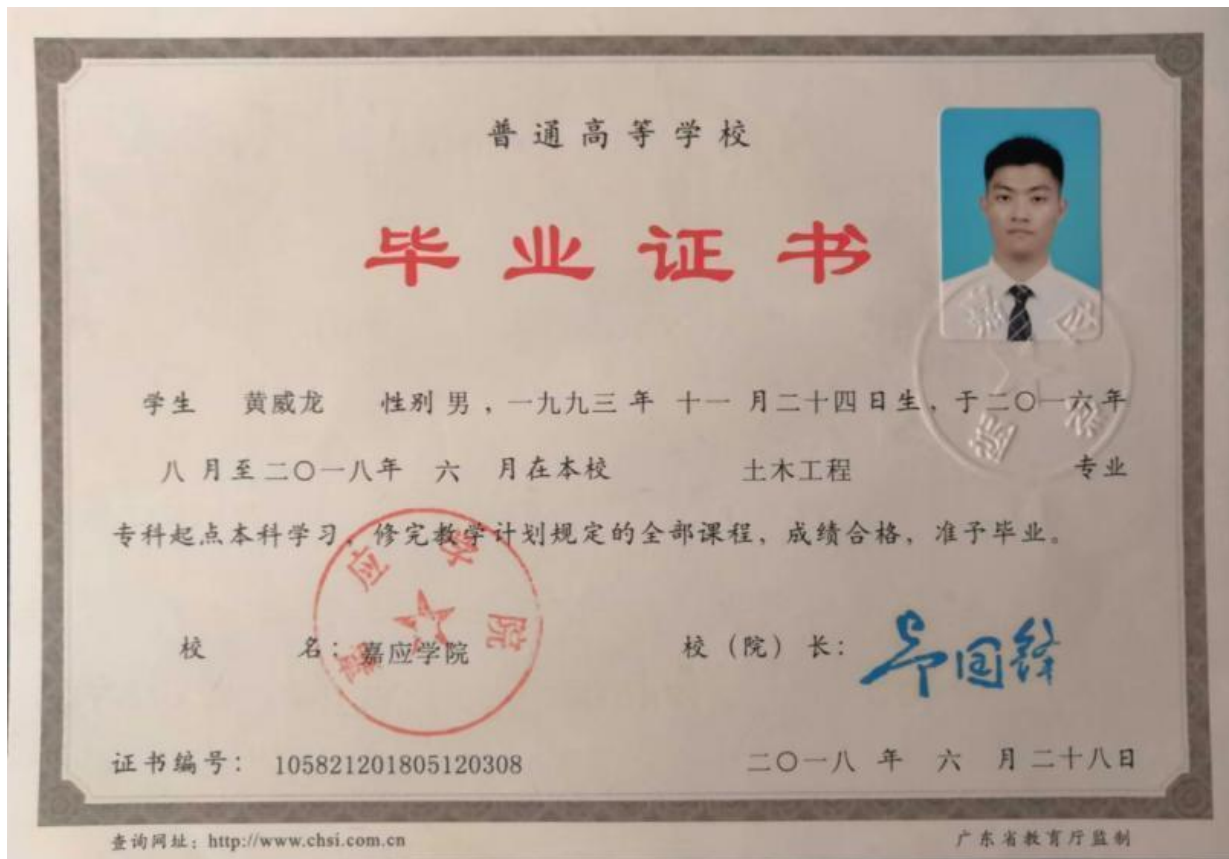 普通高等学校
毕业证书
学生 黄威龙 性别 男，一九九三 年 十一 月二十四日生，于二〇一六年
八 月至二〇一八年 六 月在本校 土木工程 专业
专科起点本科学习，修完教学计划规定的全部课程，成绩合格，准予毕业。
嘉应学院
校 名：嘉应学院 校（院）长：
证书编号： 105821201805120308 二〇一八 年 六 月二十八日
查询网址：http://www.chsi.com.cn 广东省教育厅监制